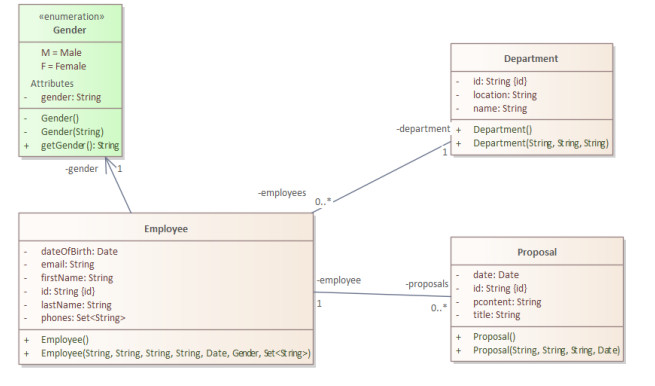 «enumeration»
Gender
M = Male
F = Female
Attributes
- gender: String
- Gender()
- Gender(String)
+ getGender(): String
-gender
1
Department
- id: String {id}
- location: String
- name: String
+ Department()
+ Department(String, String, String)
-department
1
-employees
0..*
Employee
- dateOfBirth: Date
- email: String
- firstName: String
- id: String {id}
- lastName: String
- phones: Set<String>
+ Employee()
+ Employee(String, String, String, String, Date, Gender, Set<String>)
-employee
1
-proposals
0..*
Proposal
- date: Date
- id: String {id}
- pcontent: String
- title: String
+ Proposal()
+ Proposal(String, String, String, Date)